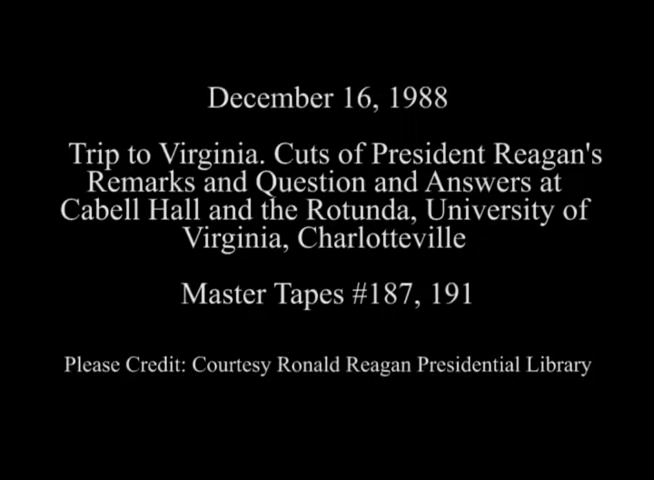 December 16, 1988
Trip to Virginia. Cuts of President Reagan's
Remarks and Question and Answers at
Cabell Hall and the Rotunda, University of
Virginia, Charlotteville
Master Tapes #187, 191
Please Credit: Courtesy Ronald Reagan Presidential Library